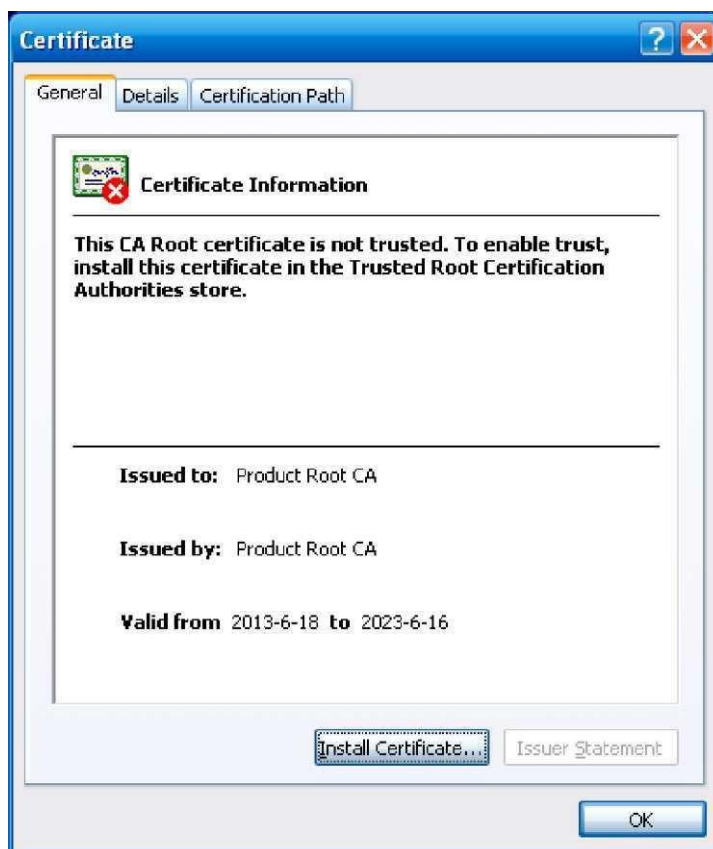 Certificate
General Details Certification Path
Certificate Information
This CA Root certificate is not trusted. To enable trust,
install this certificate in the Trusted Root Certification
Authorities store.
Issued to: Product Root CA
Issued by: Product Root CA
Valid from 2013-6-18 to 2023-6-16
Install Certificate... Issuer Statement
OK